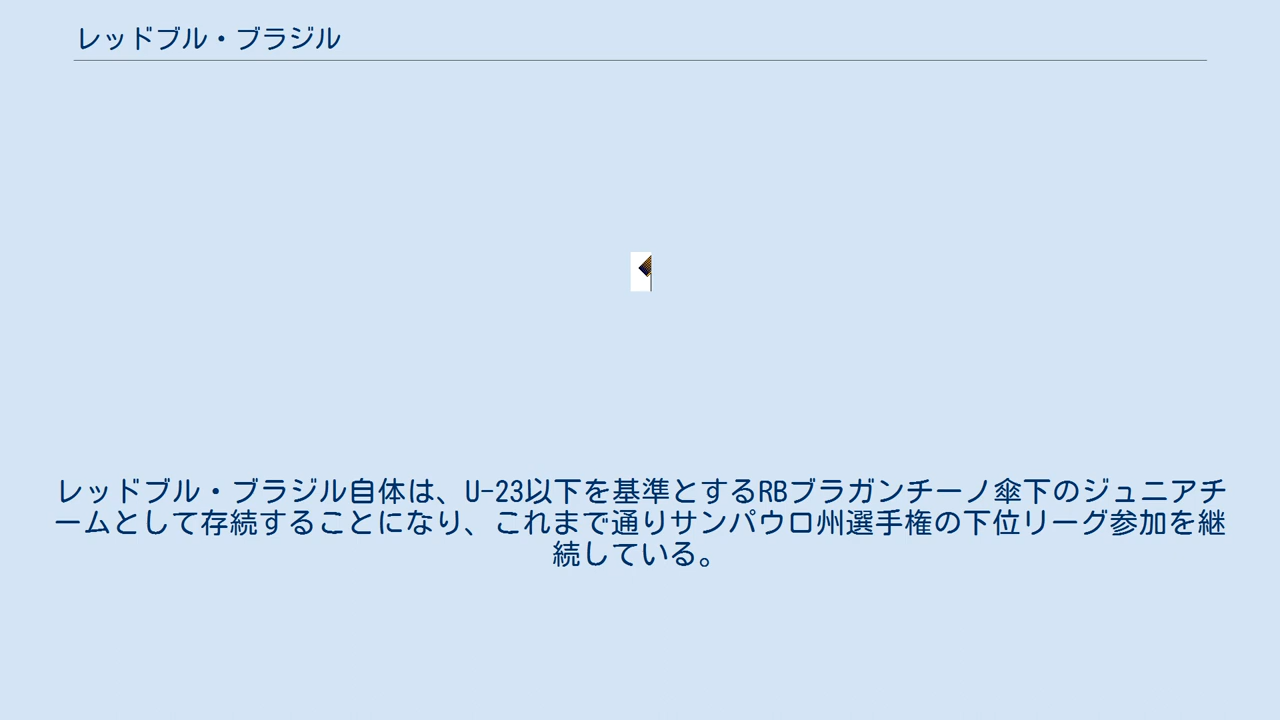 レッドブル・ブラジル
レッドブル・ブラジル自体は、U-23以下を基準とするRBブラガンチーノ傘下のジュニアチ
ームとして存続することになり、これまで通りサンパウロ州選手権の下位リーグ参加を継
続している。